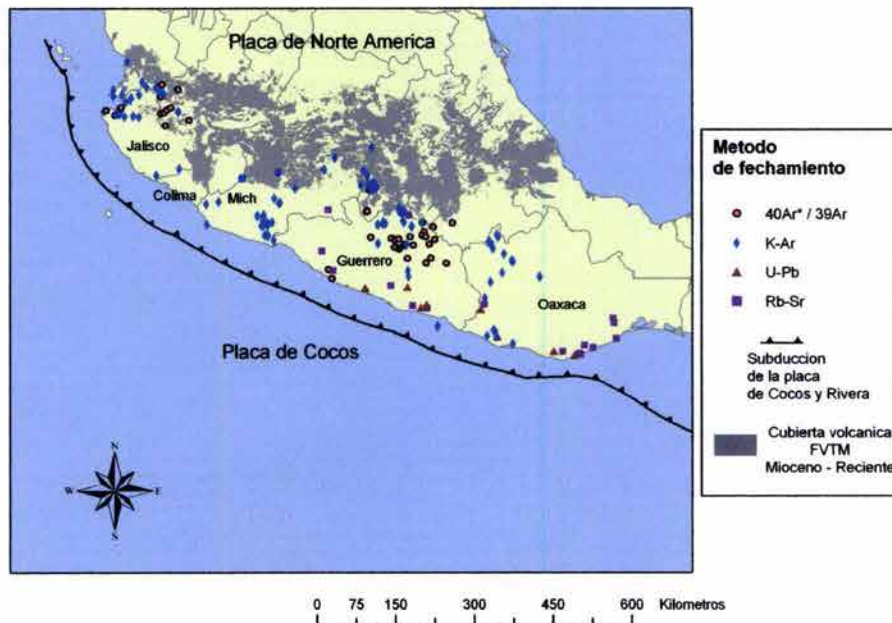 Placa de Norte America
Jalisco
Colima
Mich
Guerrero
Oaxaca
Placa de Cocos
N
W
E
S
Metodo
de fechamiento
40Ar* / 39Ar
K-Ar
U-Pb
Rb-Sr
Subduccion
de la placa
de Cocos y Rivera
Cubierta volcanica
FVTM
Mioceno - Reciente
0 75 150 300 450 600 Kilometros